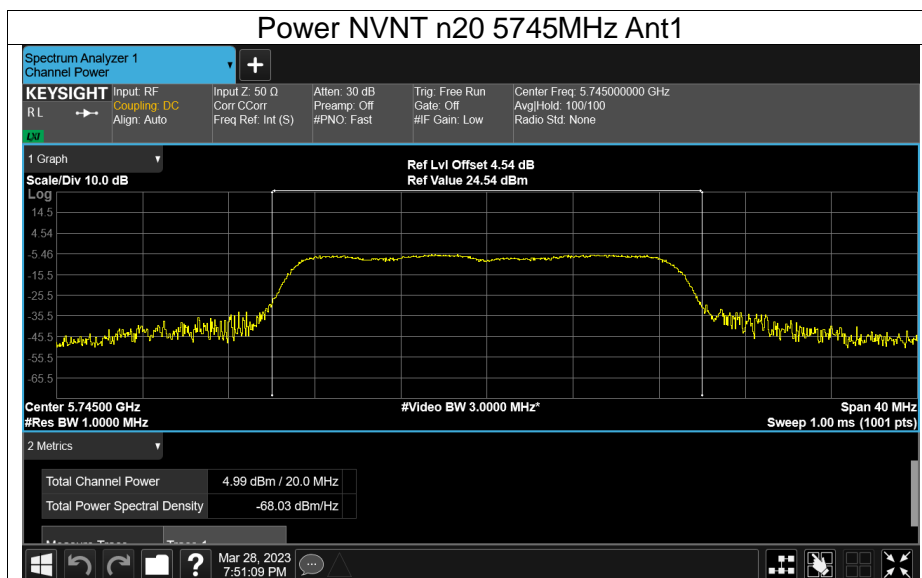 Power NVNT n20 5745MHz Ant1
Spectrum Analyzer 1
Channel Power
KEYSIGHT
R L
LXI
Input: RF
Coupling: DC
Align: Auto
Input Z: 50 Ω
Corr CCorr
Freq Ref: Int (S)
Atten: 30 dB
Preamp: Off
#PNO: Fast
Trig: Free Run
Gate: Off
#IF Gain: Low
Center Freq: 5.745000000 GHz
Avg|Hold: 100/100
Radio Std: None
1 Graph
Scale/Div 10.0 dB
Ref Lvl Offset 4.54 dB
Ref Value 24.54 dBm
Log
14.5
4.54
-5.46
-15.5
-25.5
-35.5
-45.5
-55.5
-65.5
Center 5.74500 GHz
#Video BW 3.0000 MHz*
Span 40 MHz
#Res BW 1.0000 MHz
Sweep 1.00 ms (1001 pts)
2 Metrics
Total Channel Power 4.99 dBm / 20.0 MHz
Total Power Spectral Density -68.03 dBm/Hz
?
Mar 28, 2023
7:51:09 PM